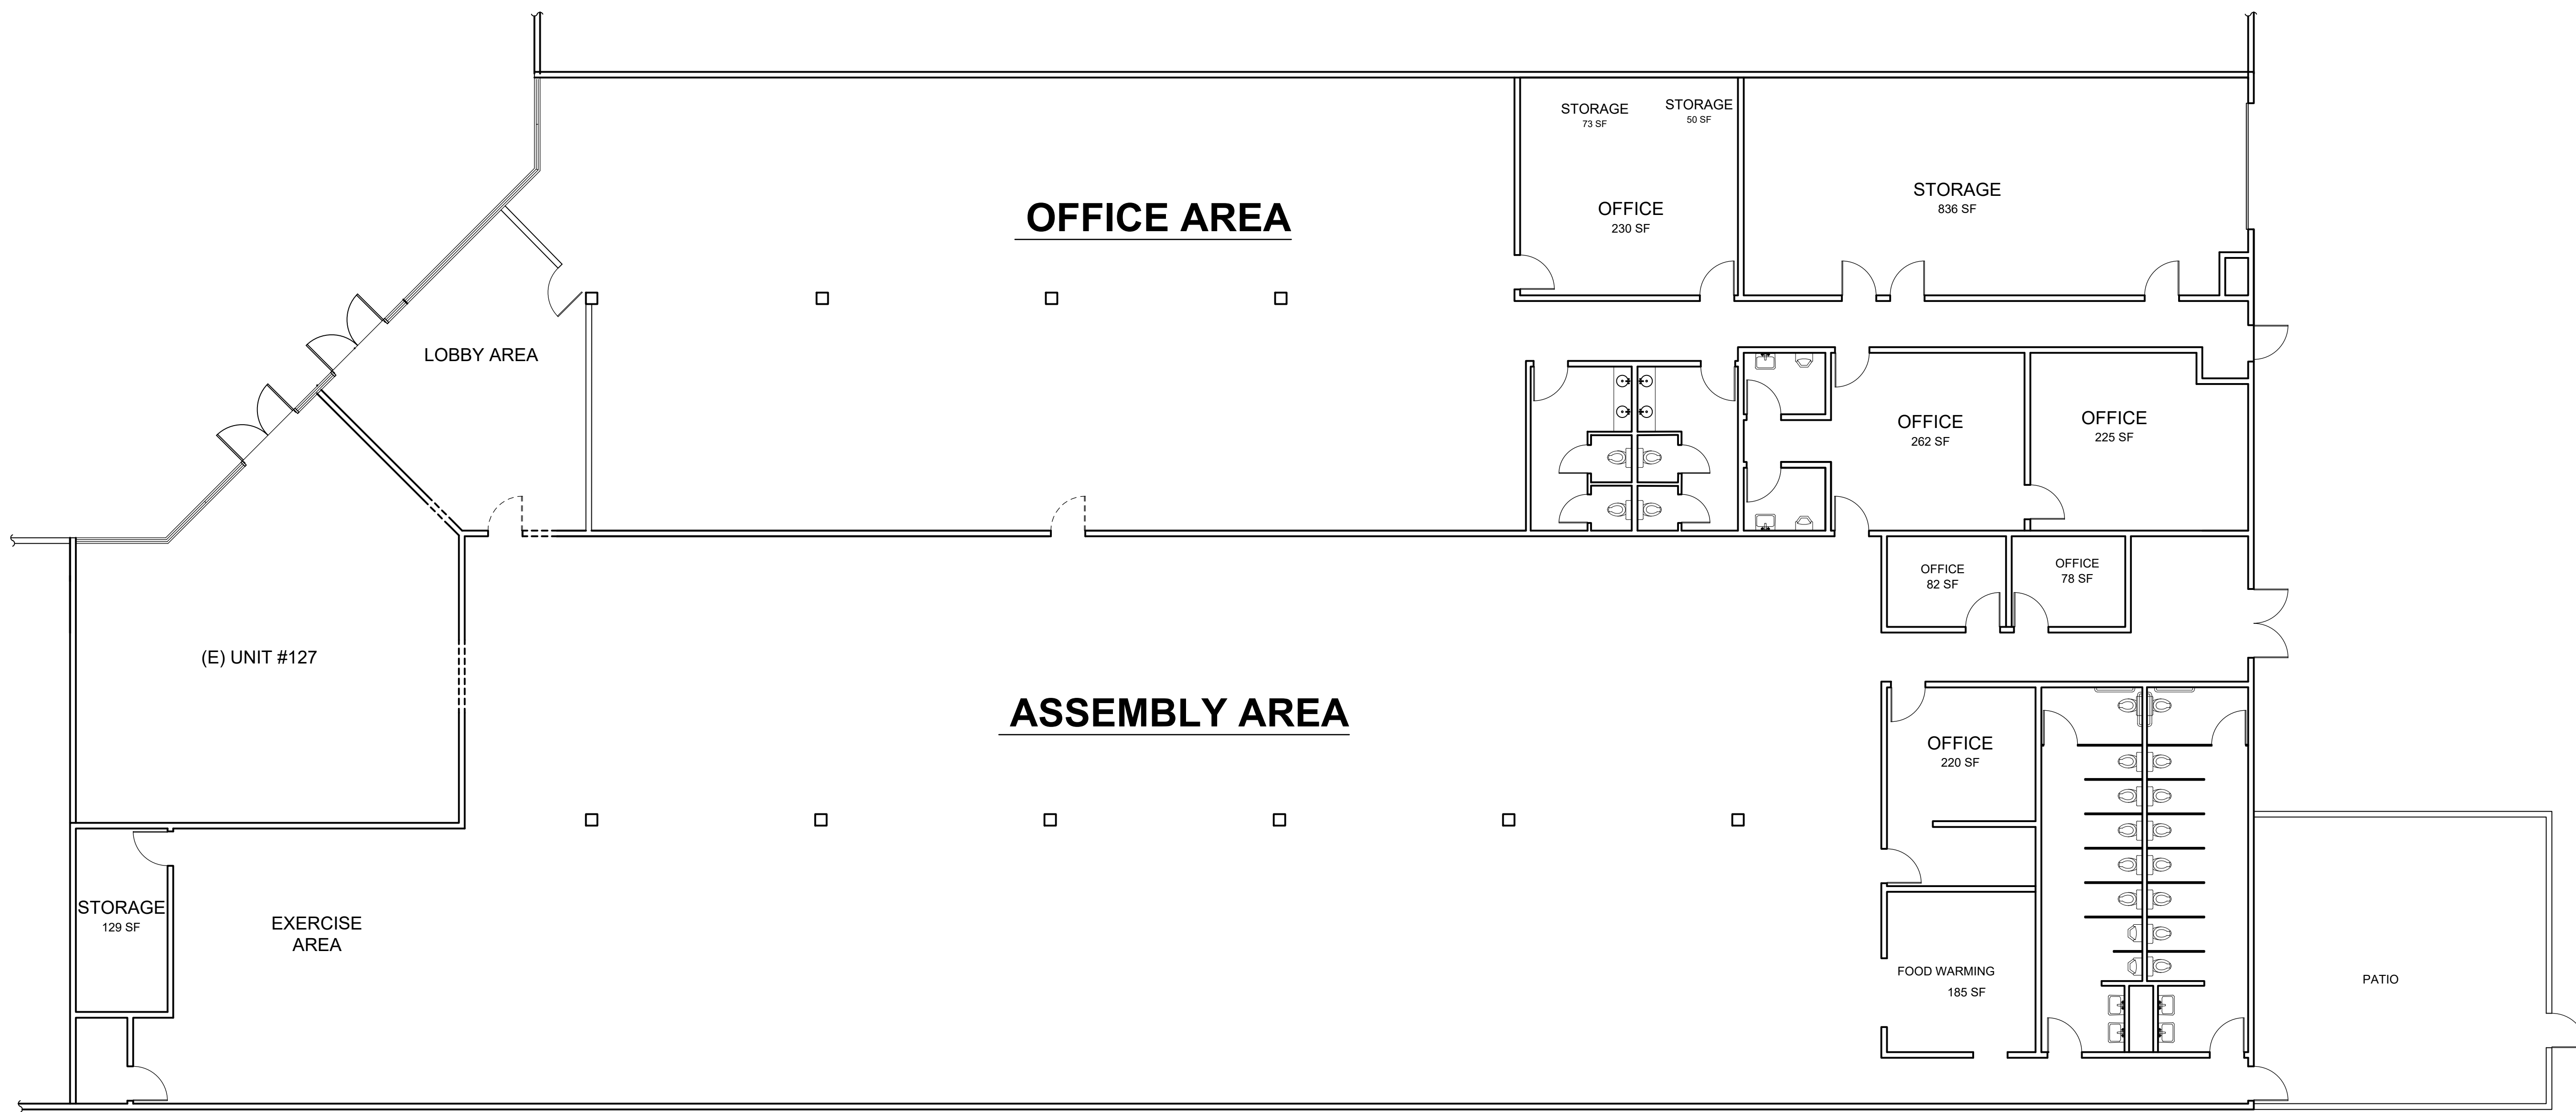 STORAGE
73 SF
STORAGE
50 SF
STORAGE
836 SF
OFFICE AREA
OFFICE
230 SF
LOBBY AREA
OFFICE
262 SF
OFFICE
225 SF
OFFICE
82 SF
OFFICE
78 SF
(E) UNIT #127
ASSEMBLY AREA
OFFICE
220 SF
STORAGE
129 SF
EXERCISE
AREA
FOOD WARMING
185 SF
PATIO